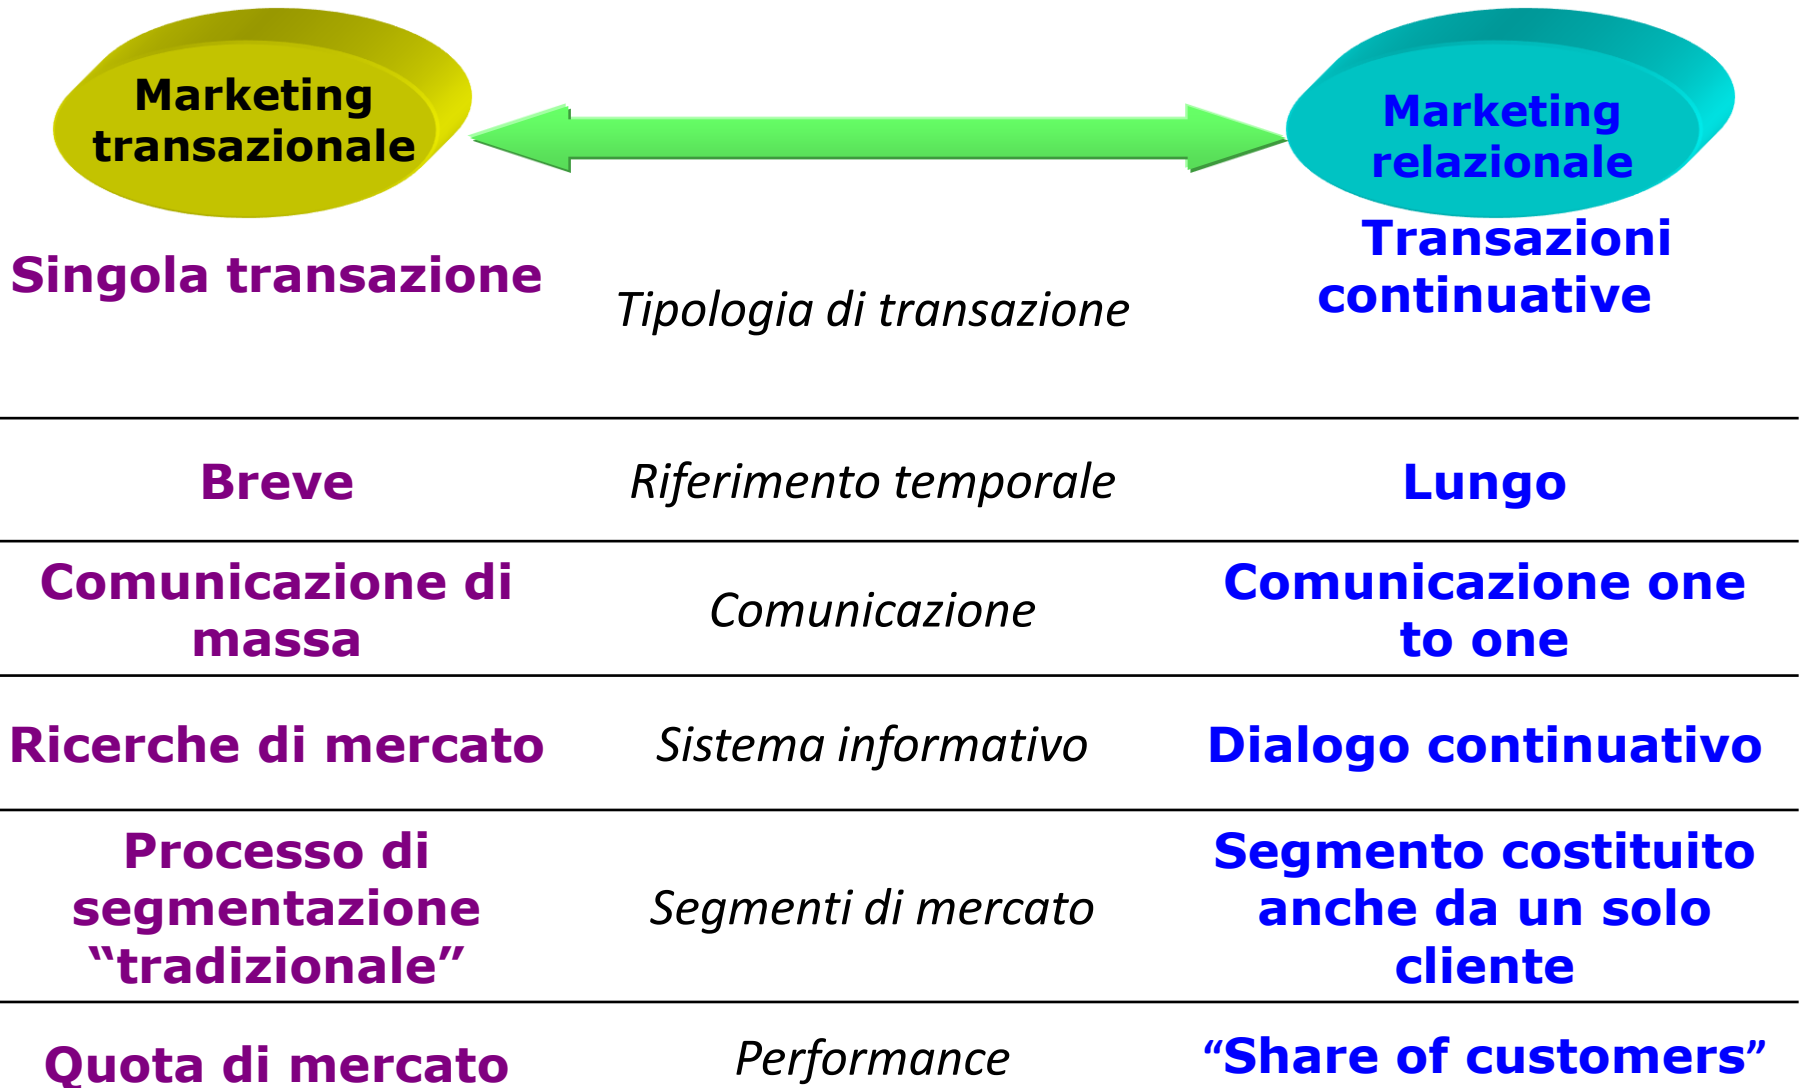 Marketing
transazionale
Marketing
relazionale
Singola transazione
Tipologia di transazione
Transazioni
continuative
Breve
Riferimento temporale
Lungo
Comunicazione di
massa
Comunicazione
Comunicazione one
to one
Ricerche di mercato
Sistema informativo
Dialogo continuativo
Processo di
segmentazione
“tradizionale”
Segmenti di mercato
Segmento costituito
anche da un solo
cliente
Quota di mercato
Performance
“Share of customers”